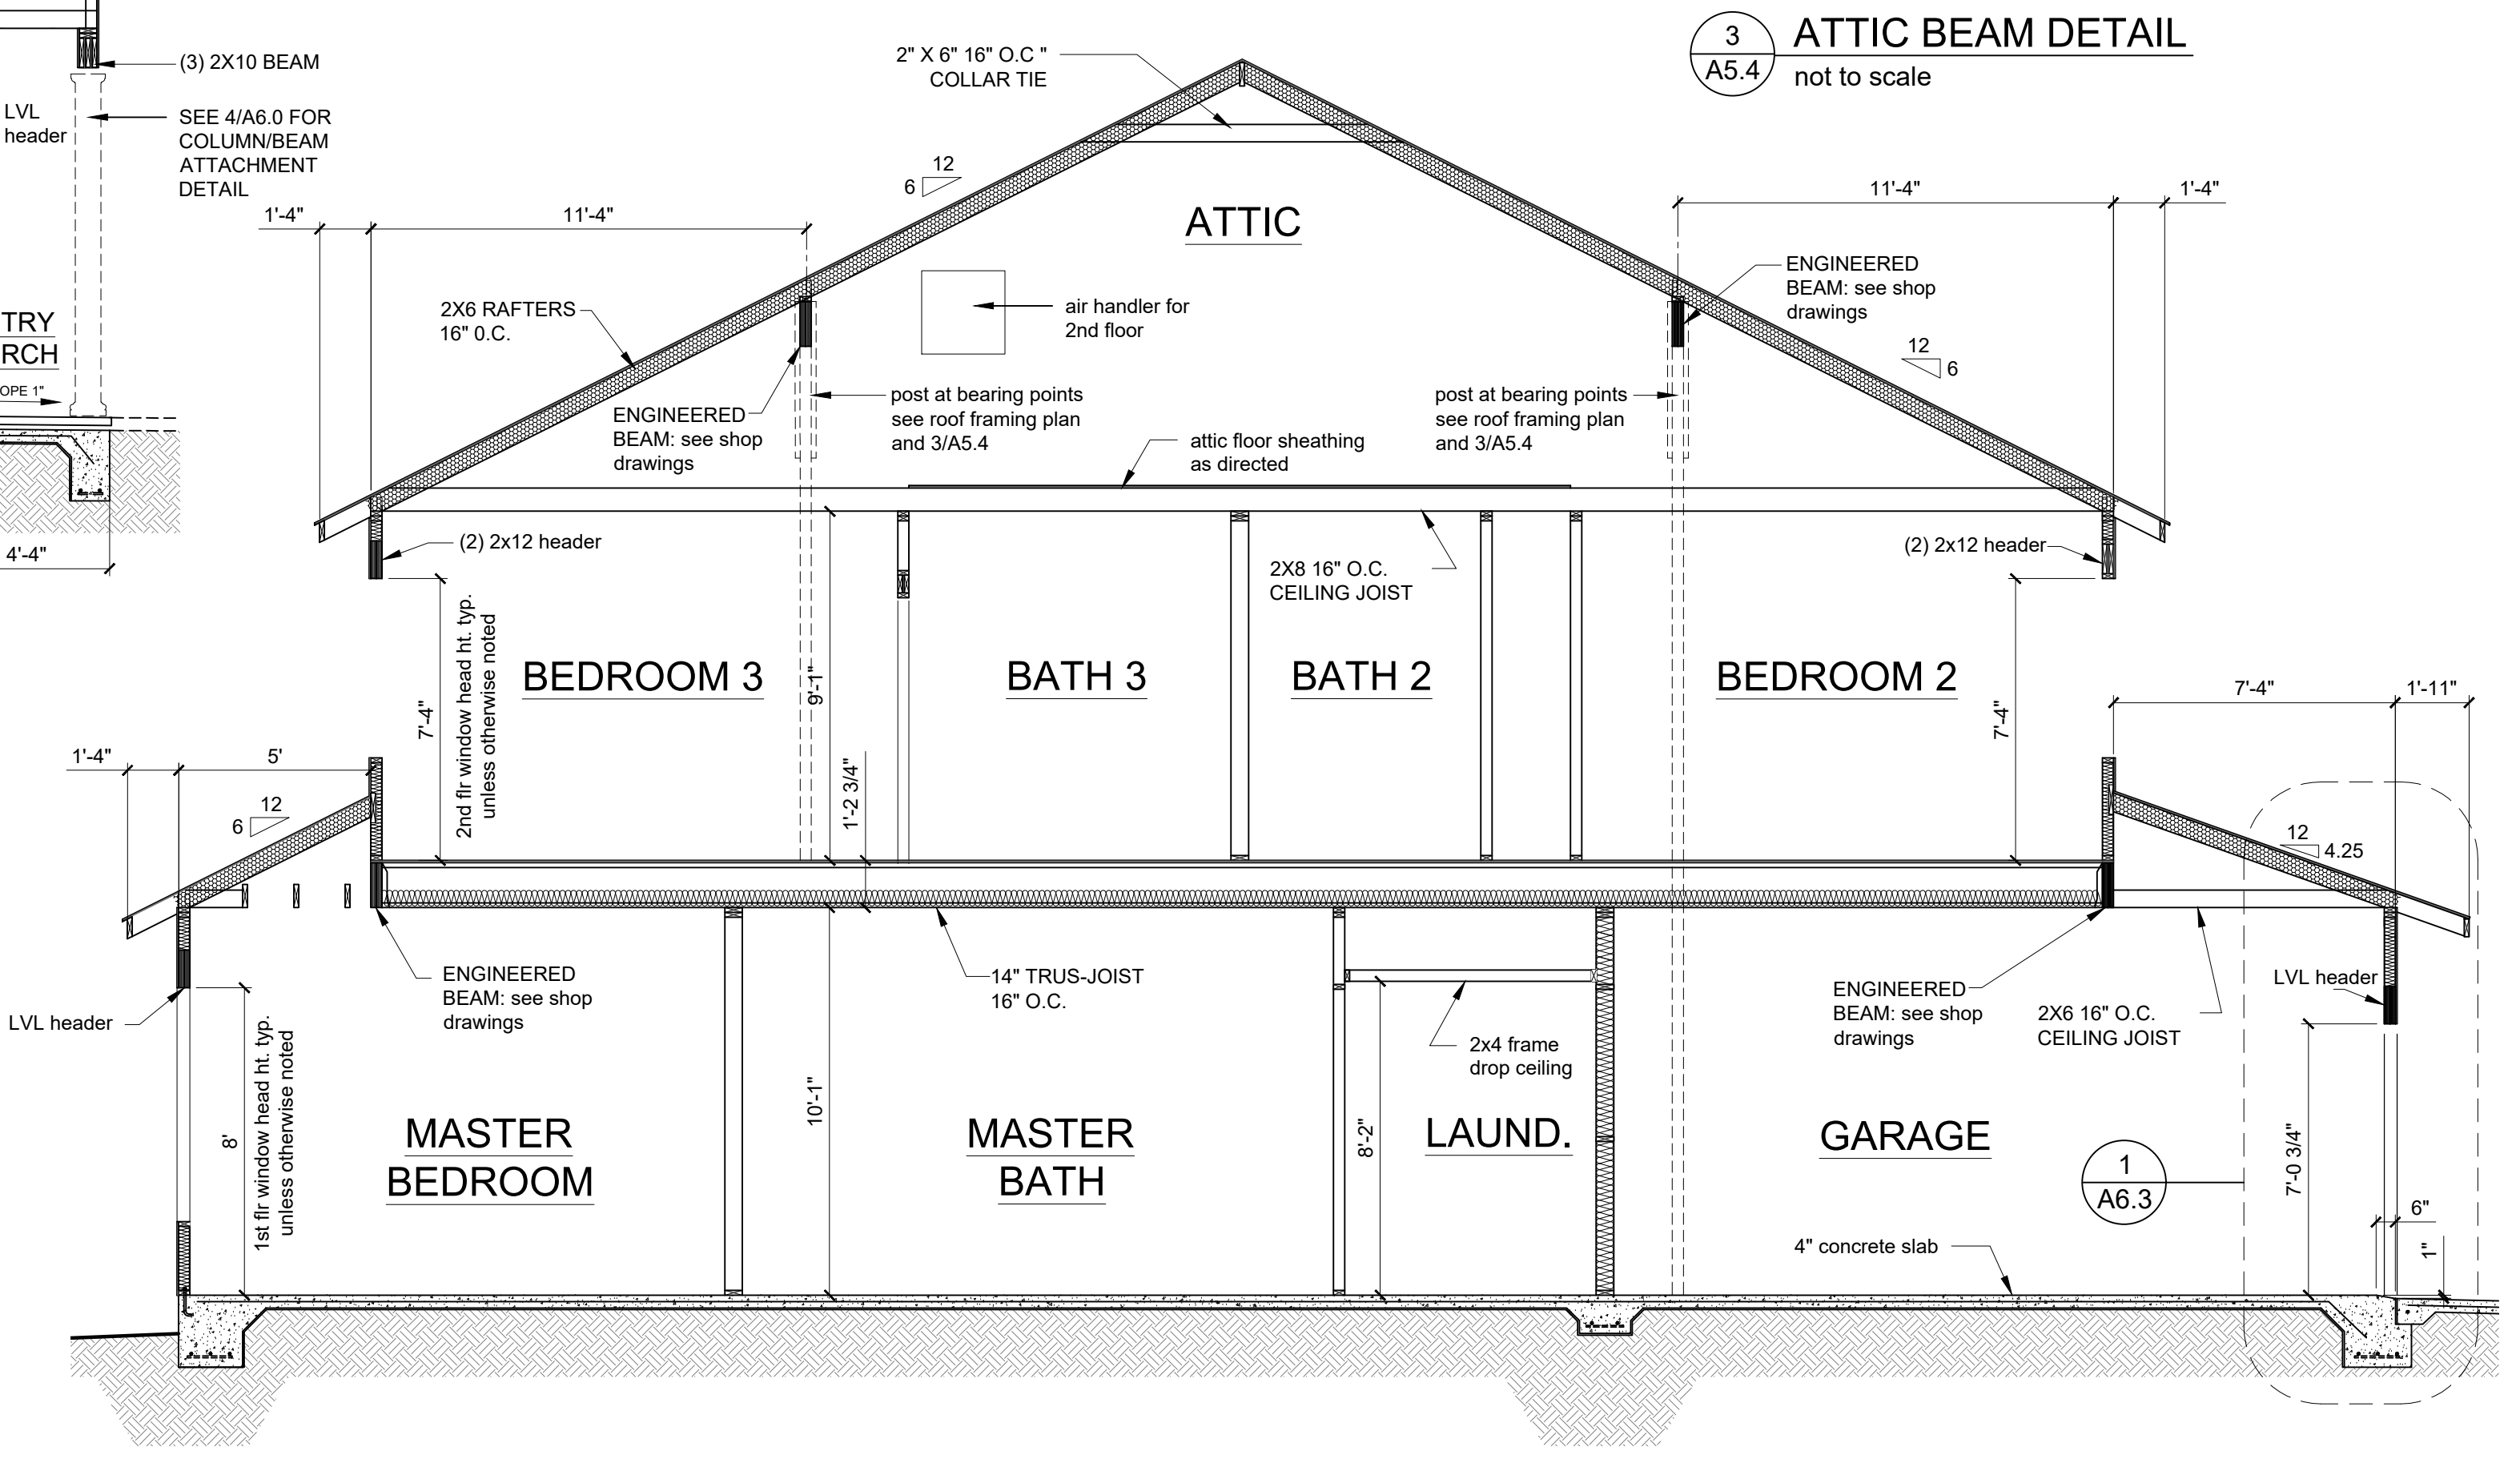 3
A5.4
ATTIC BEAM DETAIL
not to scale
(3) 2X10 BEAM
LVL
header
SEE 4/A6.0 FOR
COLUMN/BEAM
ATTACHMENT
DETAIL
TRY
RCH
OPE 1"
4'-4"
2" X 6" 16" O.C "
COLLAR TIE
12
6
ATTIC
1'-4"
11'-4"
11'-4"
1'-4"
2X6 RAFTERS
16" 0.C.
air handler for
2nd floor
ENGINEERED
BEAM: see shop
drawings
12
6
ENGINEERED
BEAM: see shop
drawings
post at bearing points
see roof framing plan
and 3/A5.4
post at bearing points
see roof framing plan
and 3/A5.4
attic floor sheathing
as directed
(2) 2x12 header
2X8 16" O.C.
CEILING JOIST
(2) 2x12 header
7'-4"
2nd flr window head ht. typ.
unless otherwise noted
BEDROOM 3
9'-1"
BATH 3
BATH 2
BEDROOM 2
7'-4"
7'-4"
1'-11"
1'-4"
5'
12
6
1'-2 3/4"
12
4.25
LVL header
ENGINEERED
BEAM: see shop
drawings
14" TRUS-JOIST
16" O.C.
2x4 frame
drop ceiling
ENGINEERED
BEAM: see shop
drawings
2X6 16" O.C.
CEILING JOIST
LVL header
8'
1st flr window head ht. typ.
unless otherwise noted
MASTER
BEDROOM
10'-1"
MASTER
BATH
8'-2"
LAUND.
GARAGE
1
A6.3
7'-0 3/4"
6"
1"
4" concrete slab